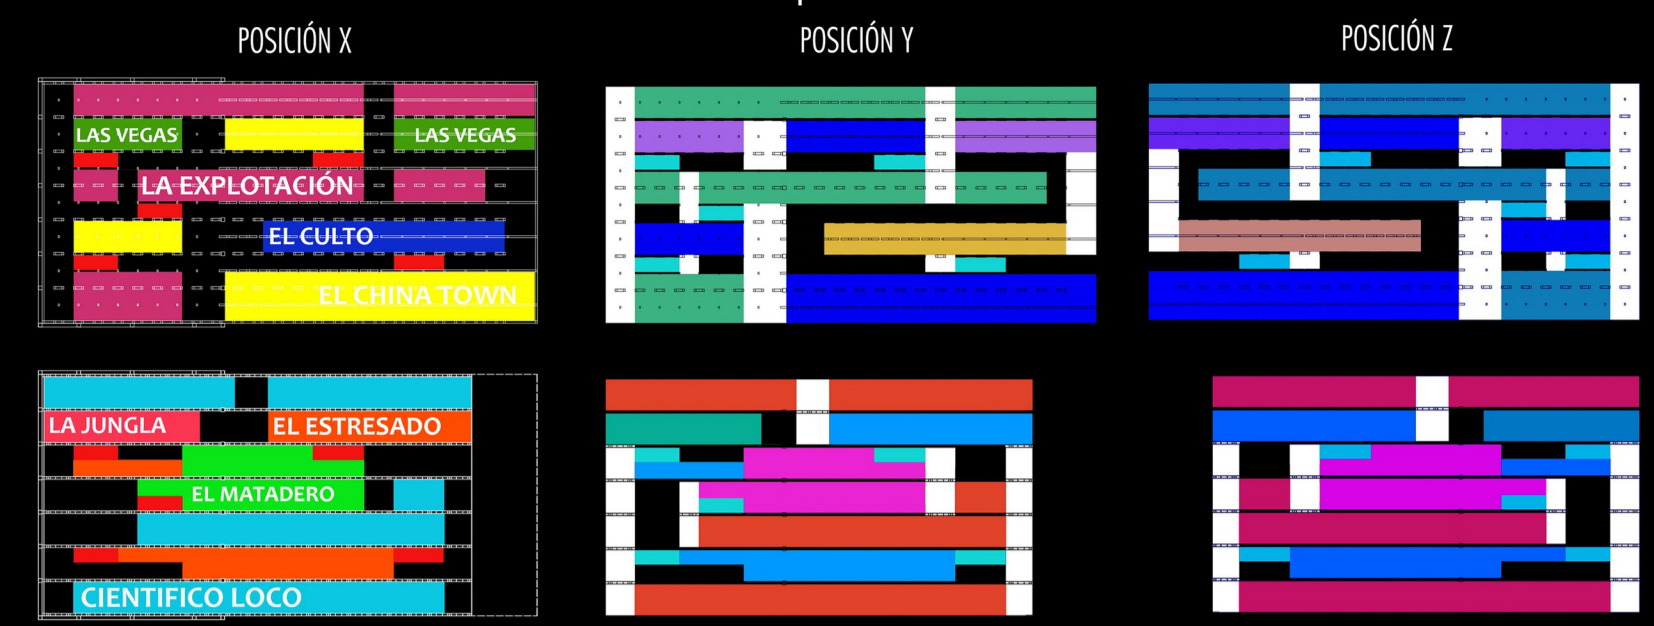 POSICIÓN X
POSICIÓN Y
POSICIÓN Z
LAS VEGAS
LAS VEGAS
LA EXPLOTACIÓN
EL CULTO
EL CHINA TOWN
LA JUNGLA
EL ESTRESADO
EL MATADERO
CIENTIFICO LOCO